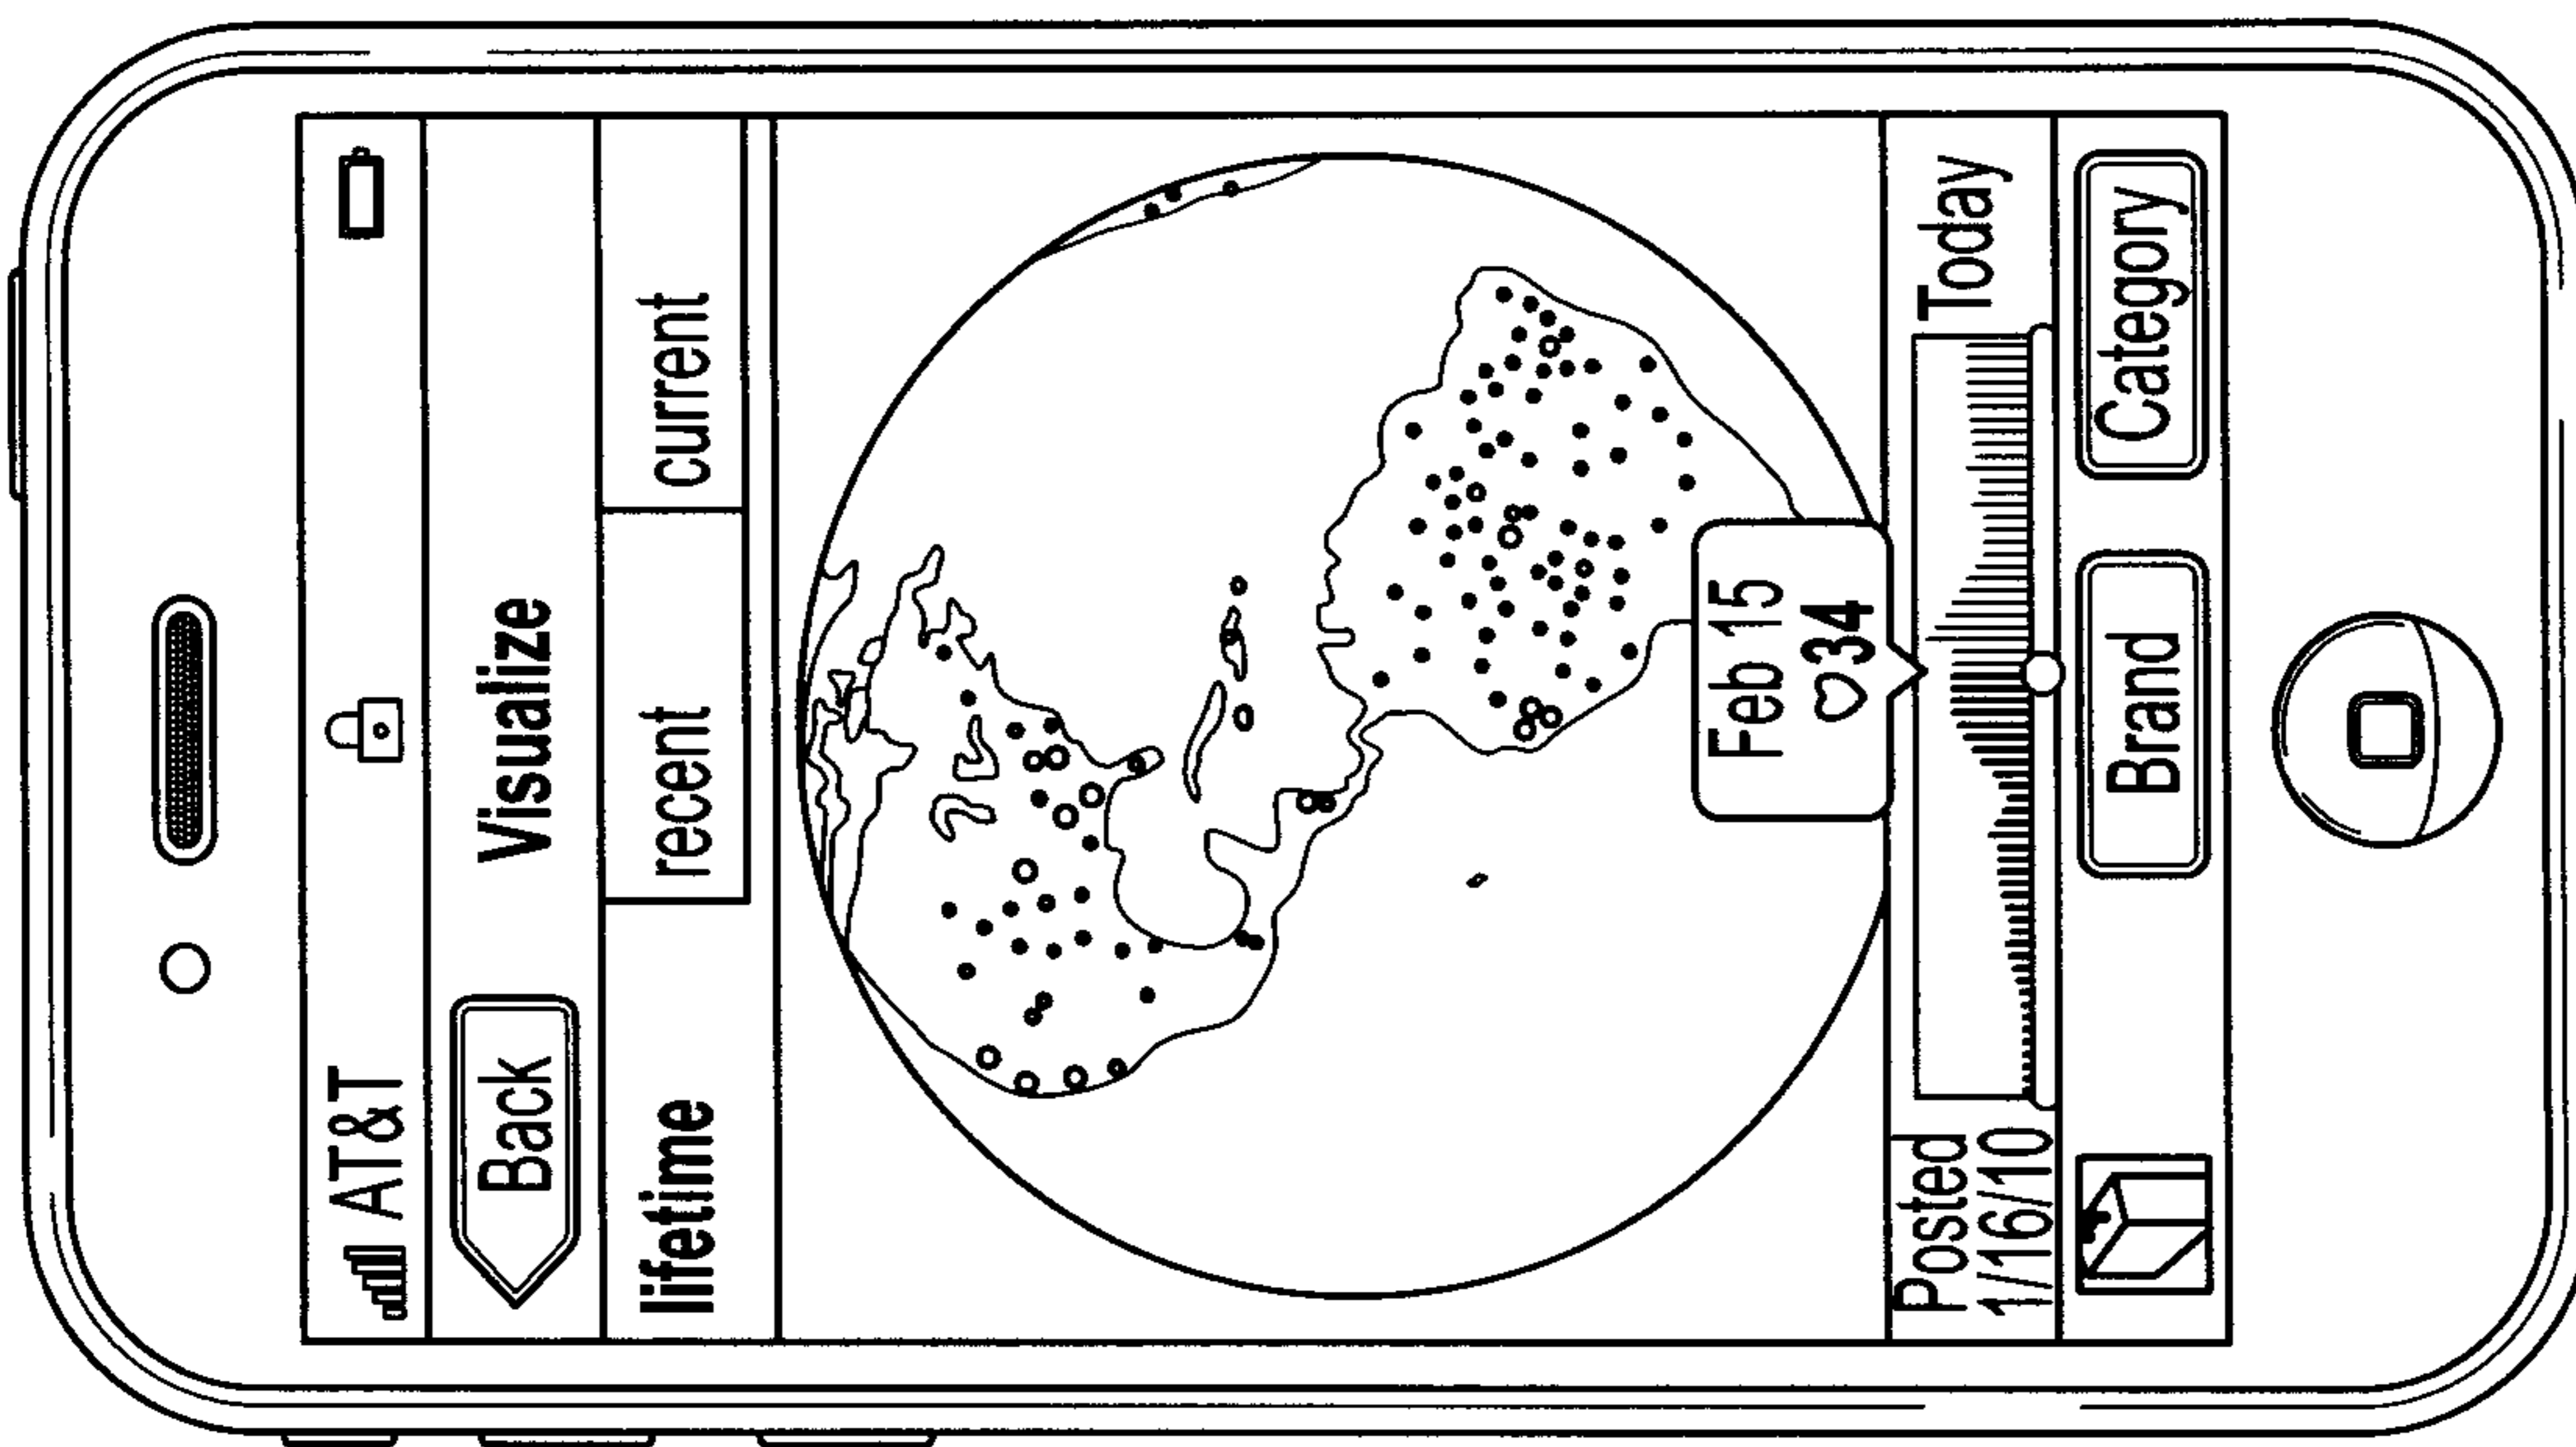 AT&T
Back Visualize
lifetime recent current
Feb 15
♡34
Posted
1/16/10
Today
Brand Category